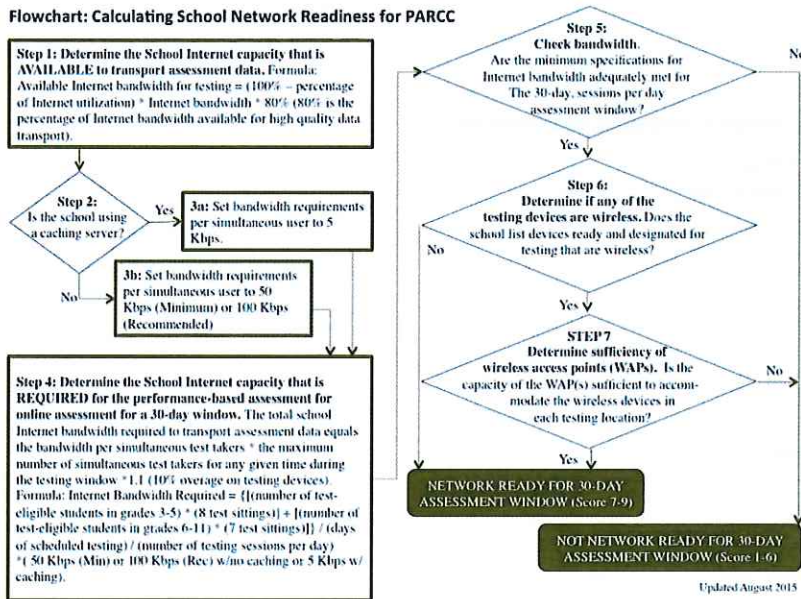 Flowchart: Calculating School Network Readiness for PARCC
Step 1: Determine the School Internet capacity that is
AVAILABLE to transport assessment data. Formula:
Available Internet bandwidth for testing = (100% – percentage
of Internet utilization) * Internet bandwidth * 80% (80% is the
percentage of Internet bandwidth available for high quality data
transport).
Step 2:
Is the school using
a caching server?
Yes
3a: Set bandwidth requirements
per simultaneous user to 5
Kbps.
No
3b: Set bandwidth requirements
per simultaneous user to 50
Kbps (Minimum) or 100 Kbps
(Recommended)
Step 4: Determine the School Internet capacity that is
REQUIRED for the performance-based assessment for
online assessment for a 30-day window. The total school
Internet bandwidth required to transport assessment data equals
the bandwidth per simultaneous test takers * the maximum
number of simultaneous test takers for any given time during
the testing window *1.1 (10% overage on testing devices).
Formula: Internet Bandwidth Required = {[(number of test-
eligible students in grades 3-5) * (8 test sittings)] + [(number of
test-eligible students in grades 6-11) * (7 test sittings)]} / (days
of scheduled testing) / (number of testing sessions per day)
*( 50 Kbps (Min) or 100 Kbps (Rec) w/no caching or 5 Kbps w/
caching).
Step 5:
Check bandwidth.
Are the minimum specifications for
Internet bandwidth adequately met for
The 30-day, sessions per day
assessment window?
No
Yes
Step 6:
Determine if any of the
testing devices are wireless. Does the
school list devices ready and designated for
testing that are wireless?
No
Yes
STEP 7
Determine sufficiency of
wireless access points (WAPs). Is the
capacity of the WAP(s) sufficient to accom-
modate the wireless devices in
each testing location?
No
Yes
NETWORK READY FOR 30-DAY
ASSESSMENT WINDOW (Score 7-9)
NOT NETWORK READY FOR 30-DAY
ASSESSMENT WINDOW (Score 1-6)
Updated August 2015